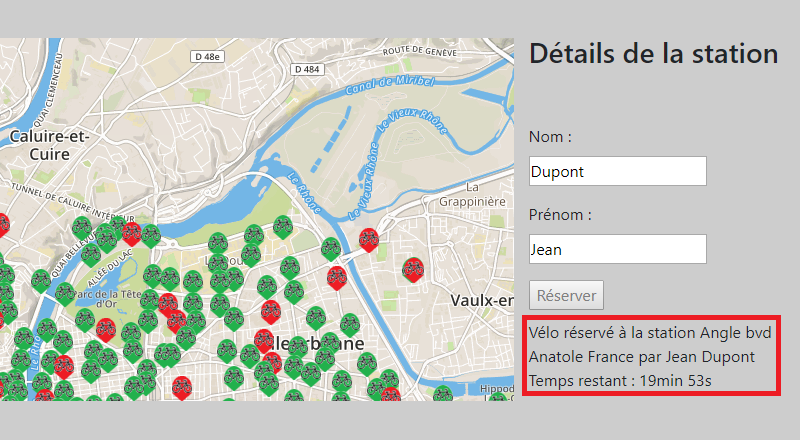 D 48e
D 484
ROUTE DE GENÈVE
QUAI CLEMENCEAU
Canal de Miribel
Le Vieux Rhône
Le Vieux Rhône
Caluire-et-
Cuire
Le Rhône
TUNNEL DE CALUIRE INTÉRIEUR
La
Grappinière
QUAI BELLEVUE
ALLÉE DU LAC
Parc de la Tête
d'Or
Vaulx-en
Le Rhô
Hippod
Détails de la station
Nom :
Dupont
Prénom :
Jean
Réserver
Vélo réservé à la station Angle bvd
Anatole France par Jean Dupont
Temps restant : 19min 53s